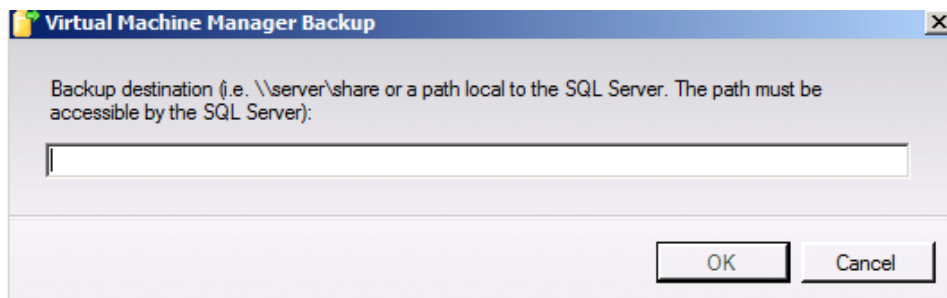 Virtual Machine Manager Backup
Backup destination (i.e. \\server\share or a path local to the SQL Server. The path must be
accessible by the SQL Server):
OK
Cancel